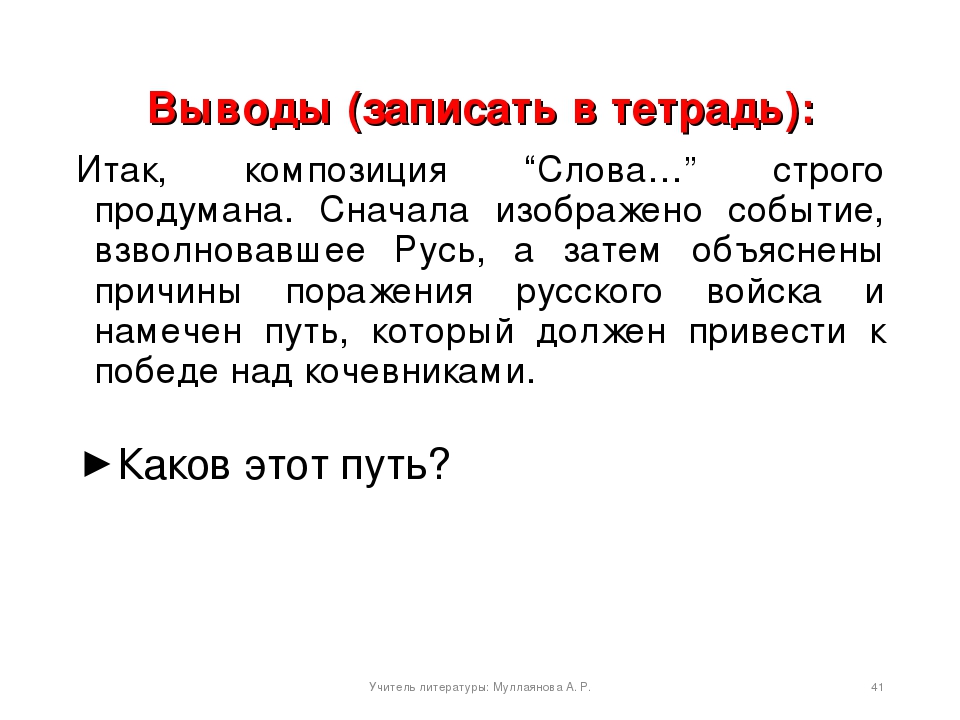 Выводы (записать в тетрадь):
Итак, композиция “Слова…” строго
продумана. Сначала изображено событие,
взволновавшее Русь, а затем объяснены
причины поражения русского войска и
намечен путь, который должен привести к
победе над кочевниками.
►Каков этот путь?
Учитель литературы: Муллаянова А. Р.
41